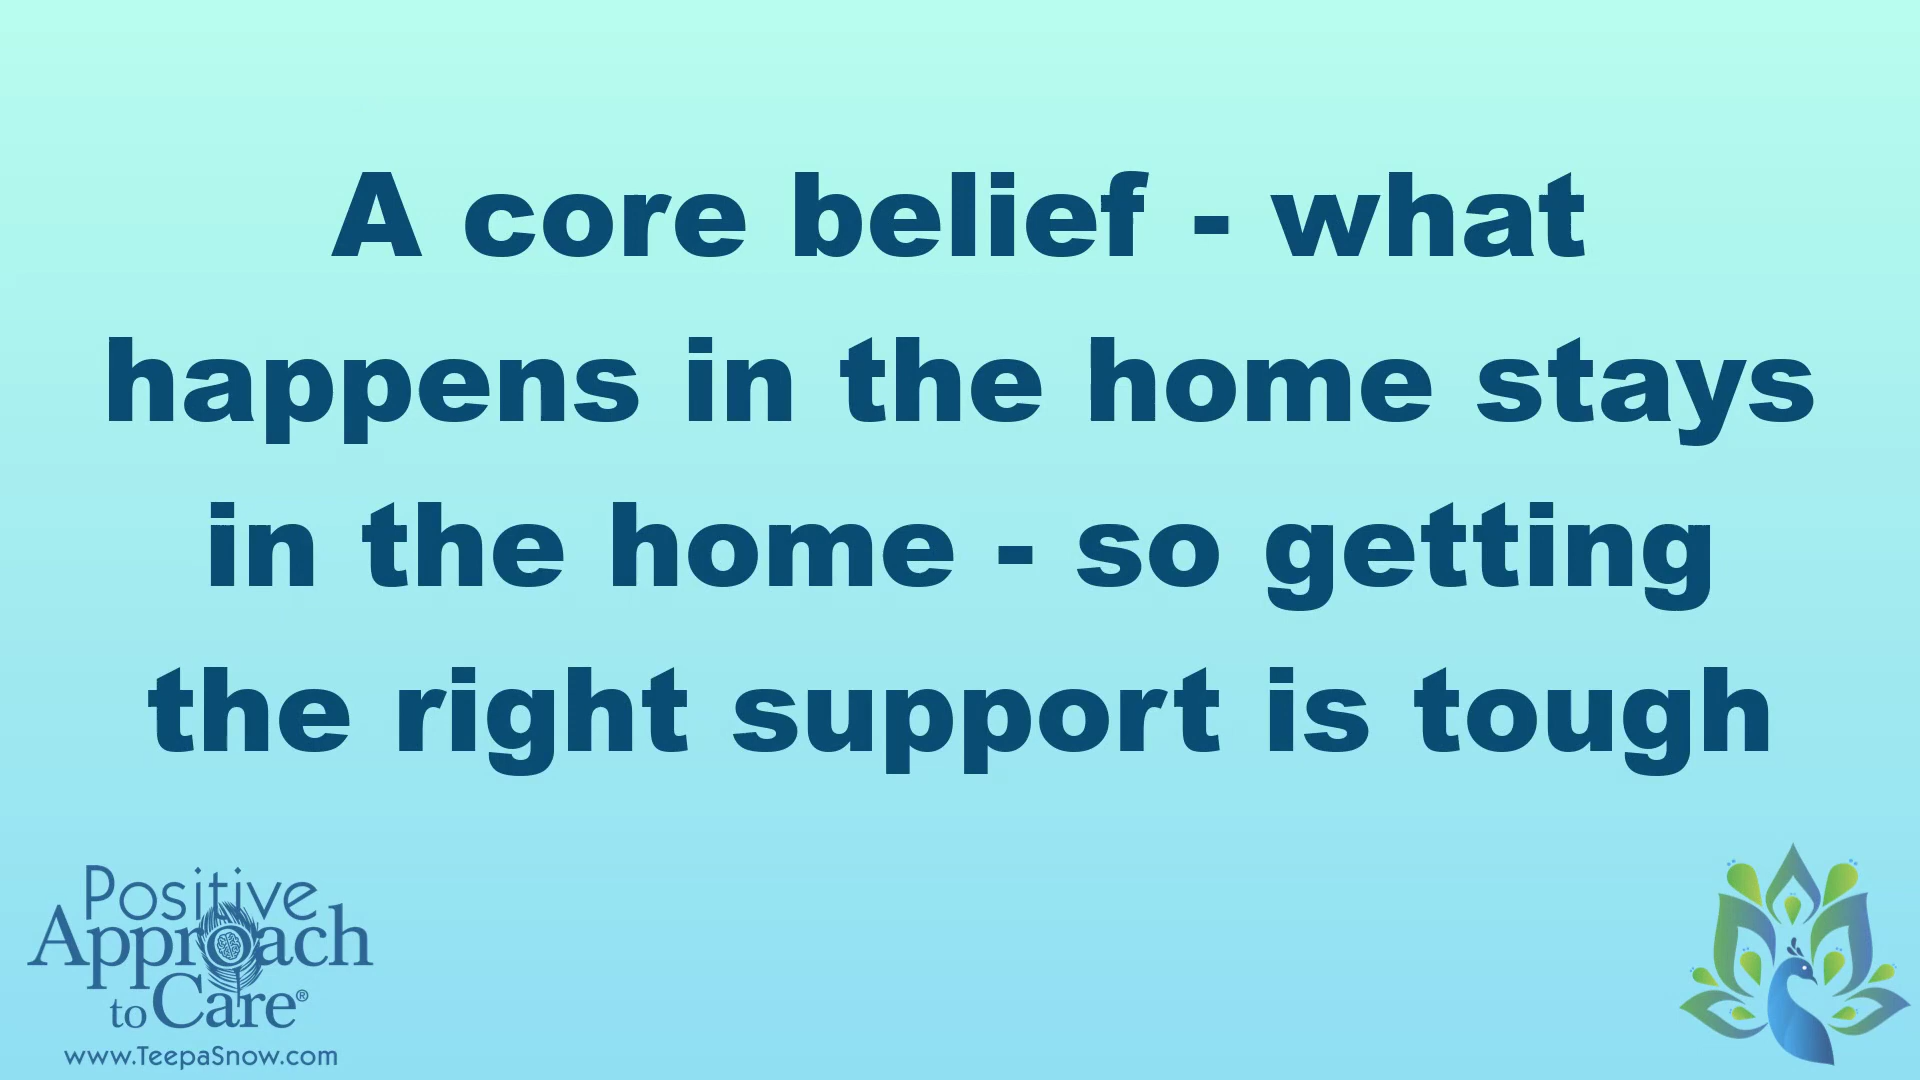 A core belief - what
happens in the home stays
in the home - so getting
the right support is tough
Positive
Approach
to Care®
www.TeepaSnow.com